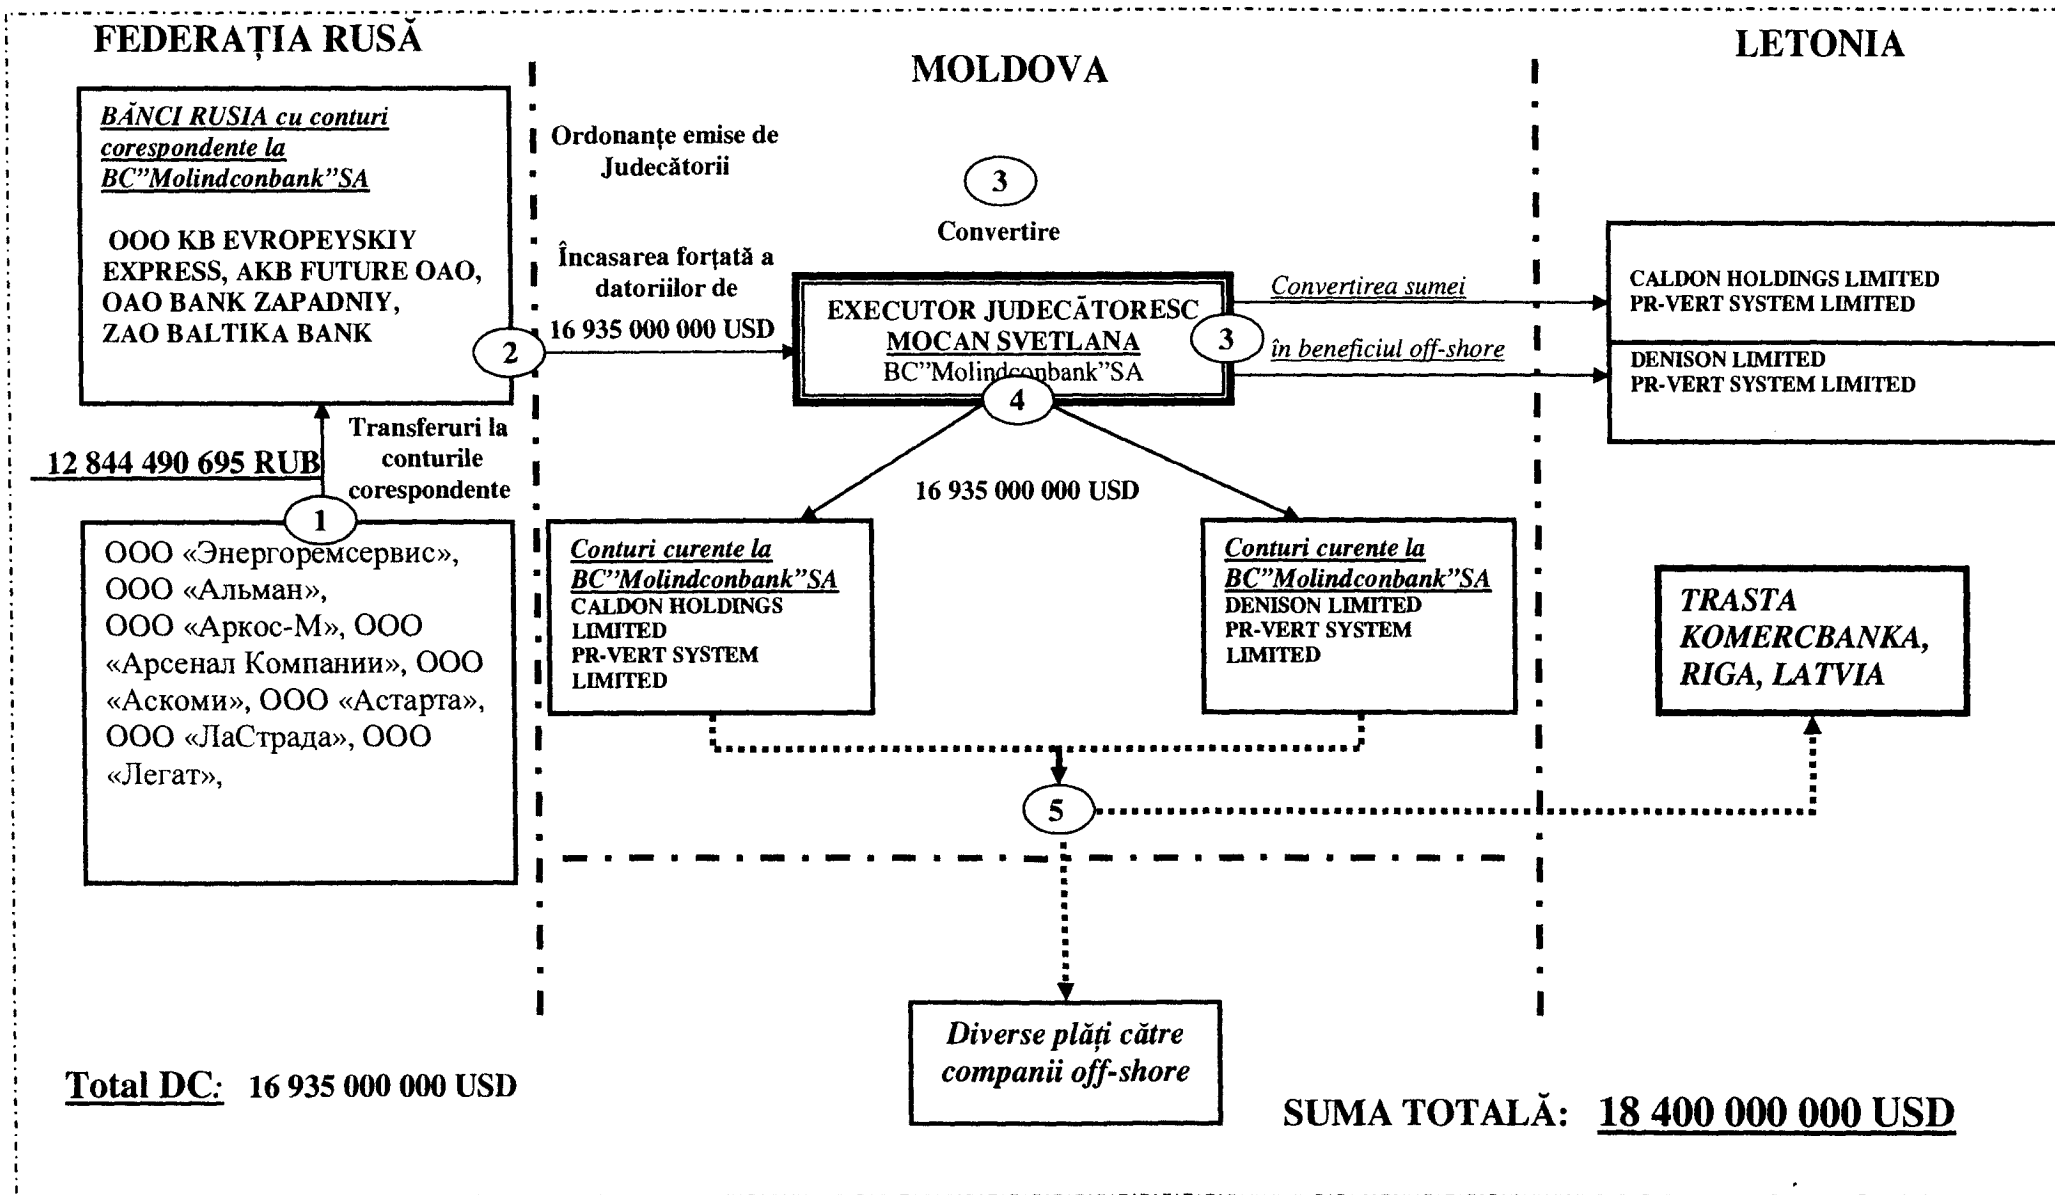 FEDERAȚIA RUSĂ
MOLDOVA
LETONIA
BĂNCI RUSIA cu conturi
corespondente la
BC”Molindconbank”SA
OOO KB EVROPEYSKIY
EXPRESS, AKB FUTURE OAO,
OAO BANK ZAPADNIY,
ZAO BALTIKA BANK
2
12 844 490 695 RUB
Transferuri la
conturile
corespondente
1
ООО «Энергоремсервис»,
ООО «Альман»,
ООО «Аркос-М», ООО
«Арсенал Компании», ООО
«Аскоми», ООО «Астарта»,
ООО «ЛаСтрада», ООО
«Легат»,
Ordonanțe emise de
Judecătorii
Încasarea forțată a
datoriilor de
16 935 000 000 USD
3
Convertire
EXECUTOR JUDECĂTORESC
MOCAN SVETLANA
BC”Molindconbank”SA
3
4
Convertirea sumei
în beneficiul off-shore
CALDON HOLDINGS LIMITED
PR-VERT SYSTEM LIMITED
DENISON LIMITED
PR-VERT SYSTEM LIMITED
16 935 000 000 USD
Conturi curente la
BC”Molindconbank”SA
CALDON HOLDINGS
LIMITED
PR-VERT SYSTEM
LIMITED
Conturi curente la
BC”Molindconbank”SA
DENISON LIMITED
PR-VERT SYSTEM
LIMITED
TRASTA
KOMERCBANKA,
RIGA, LATVIA
5
Diverse plăți către
companii off-shore
Total DC: 16 935 000 000 USD
SUMA TOTALĂ: 18 400 000 000 USD